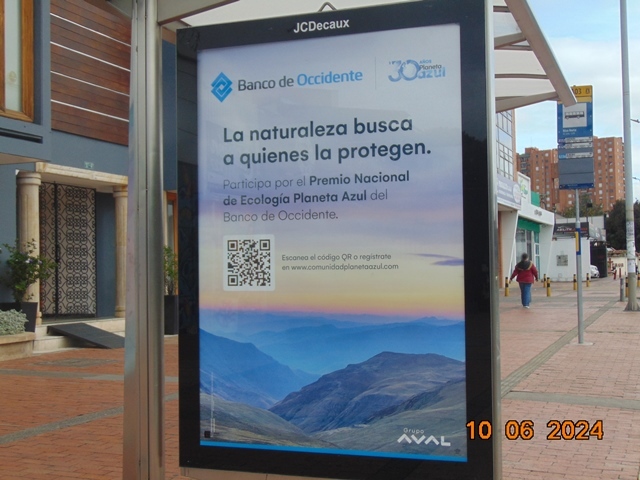 JCDecaux
Banco de Occidente
30 años
Planeta
azul
La naturaleza busca
a quienes la protegen.
Participa por el Premio Nacional
de Ecología Planeta Azul del
Banco de Occidente.
Escanea el código QR o regístrate
en www.comunidadplanetaazul.com
Grupo
AVAL
10 06 2024